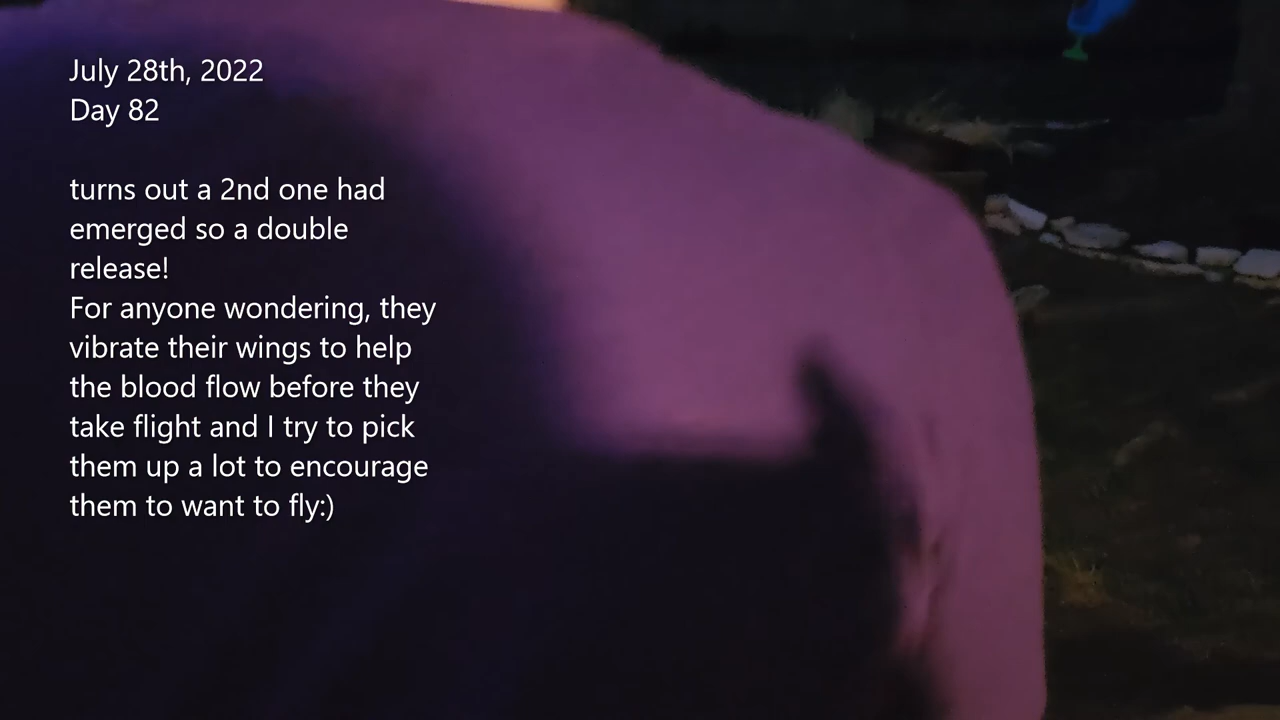 July 28th, 2022
Day 82
turns out a 2nd one had
emerged so a double
release!
For anyone wondering, they
vibrate their wings to help
the blood flow before they
take flight and I try to pick
them up a lot to encourage
them to want to fly:)